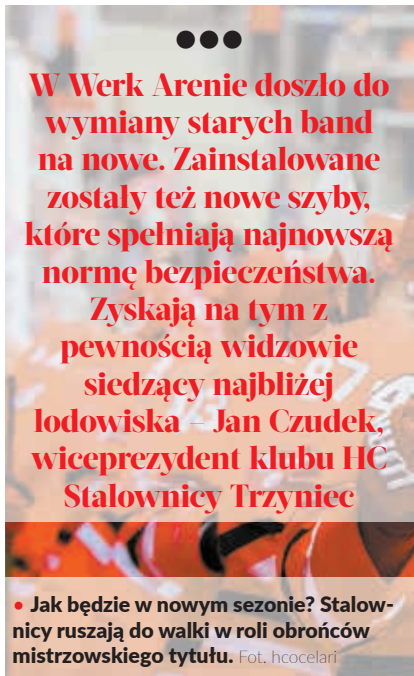 ●●●
W Werk Arenie doszło do
wymiany starych band
na nowe. Zainstalowane
zostały też nowe szyby,
które spełniają najnowszą
normę bezpieczeństwa.
Zyskają na tym z
pewnością widzowie
siedzący najbliżej
lodowiska – Jan Czudek,
wiceprezydent klubu HC
Stalownicy Trzyniec
• Jak będzie w nowym sezonie? Stalow-
nicy ruszają do walki w roli obrońców
mistrzowskiego tytułu. Fot. hcocelari